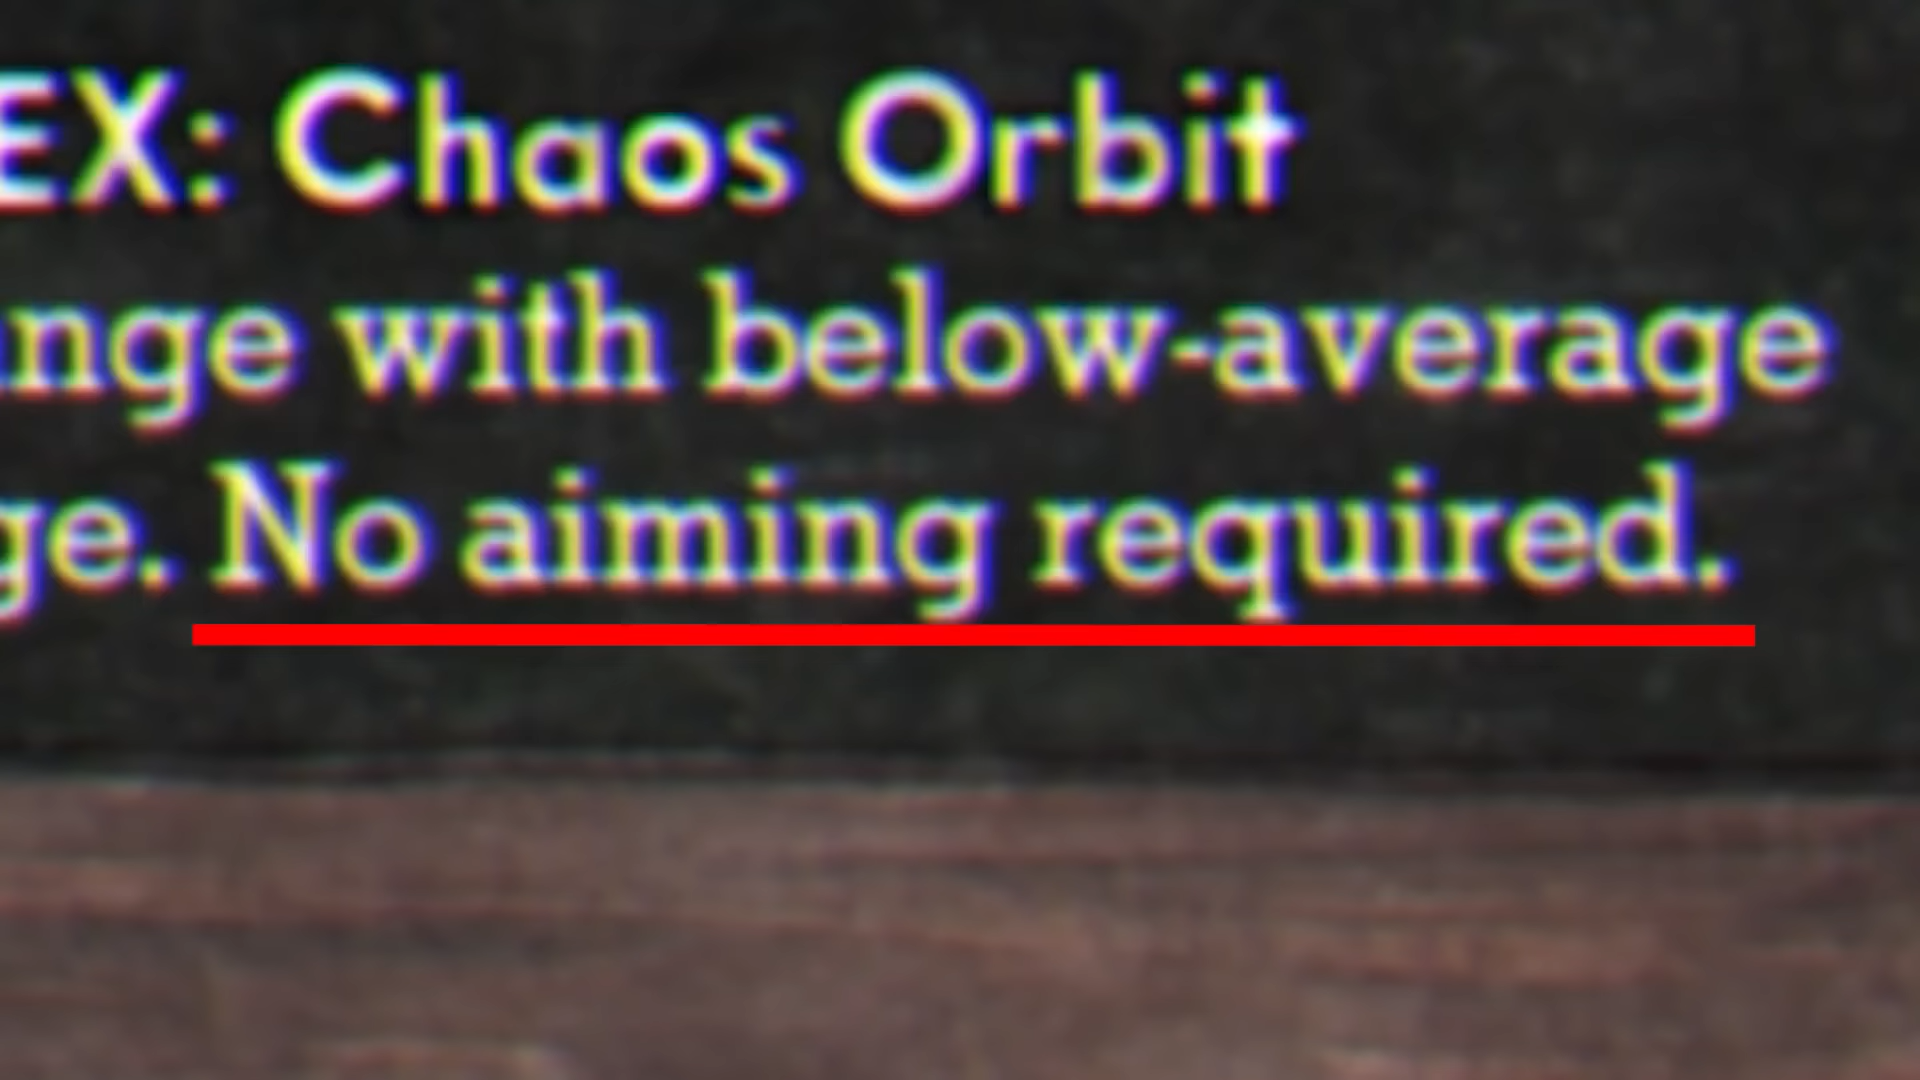 EX: Chaos Orbit
nge with below-average
ge. No aiming required.